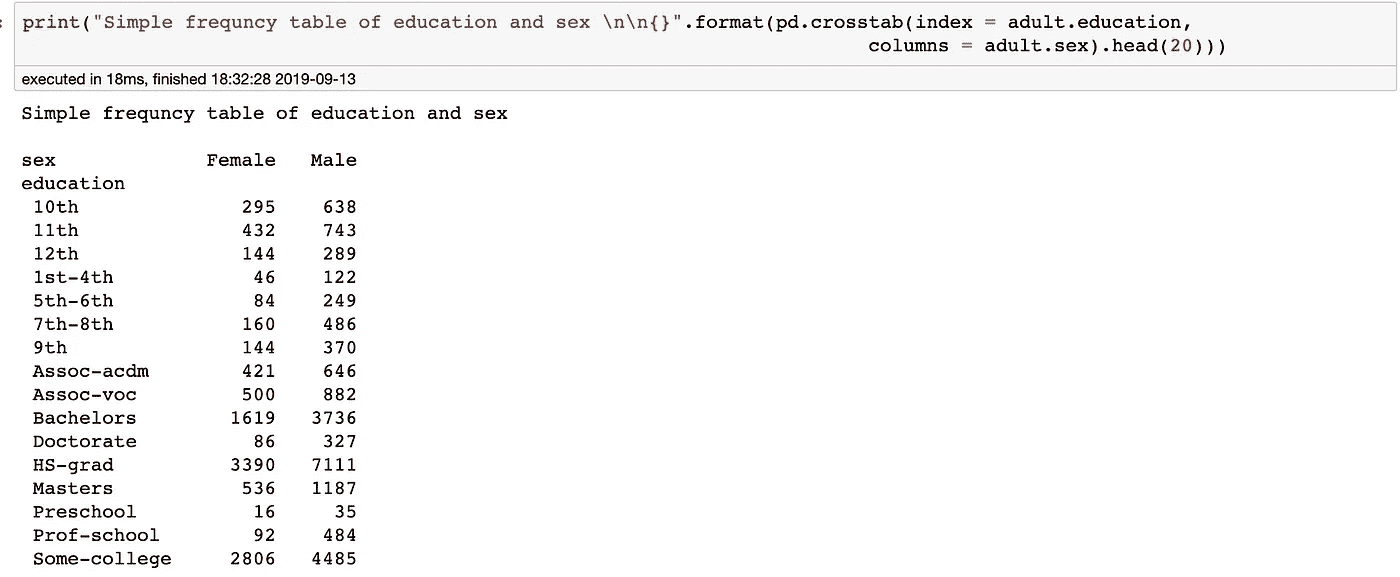 print("Simple frequncy table of education and sex \n\n{}".format(pd.crosstab(index = adult.education,
columns = adult.sex).head(20)))
executed in 18ms, finished 18:32:28 2019-09-13
Simple frequncy table of education and sex
sex Female Male
education
10th 295 638
11th 432 743
12th 144 289
1st-4th 46 122
5th-6th 84 249
7th-8th 160 486
9th 144 370
Assoc-acdm 421 646
Assoc-voc 500 882
Bachelors 1619 3736
Doctorate 86 327
HS-grad 3390 7111
Masters 536 1187
Preschool 16 35
Prof-school 92 484
Some-college 2806 4485